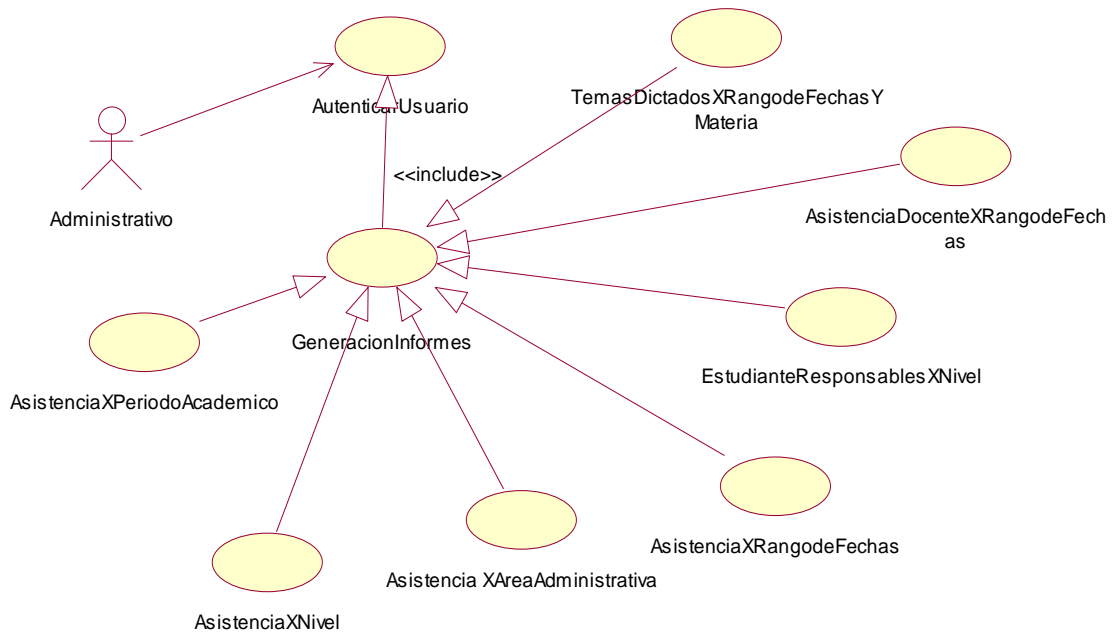 AutenticarUsuario
TemasDictadosXRangodeFechasY
Materia
<<include>>
Administrativo
AsistenciaDocenteXRangodeFech
as
GeneracionInformes
EstudianteResponsablesXNivel
AsistenciaXPeriodoAcademico
AsistenciaXRangodeFechas
Asistencia XAreaAdministrativa
AsistenciaXNivel